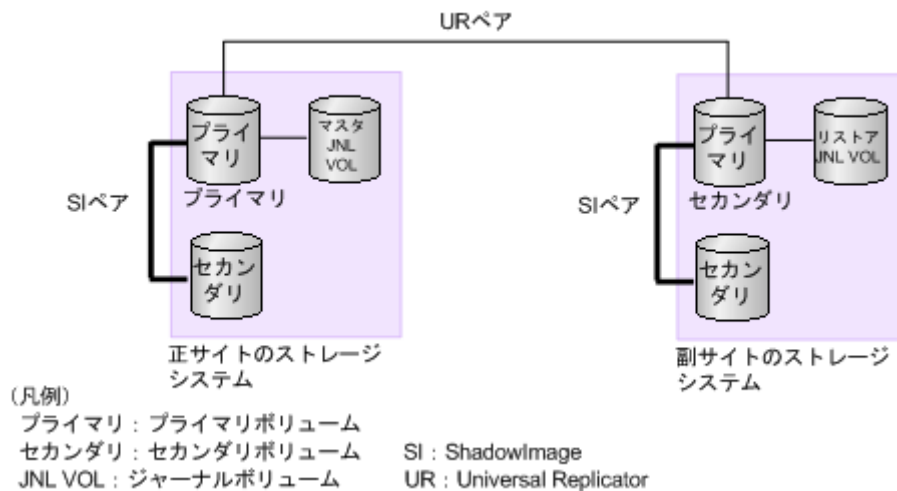 URペア
プライ
マリ
マスタ
JNL
VOL
プライマリ
SIペア
セカン
ダリ
正サイトのストレージ
システム
プライ
マリ
リストア
JNL VOL
セカンダリ
SIペア
セカン
ダリ
副サイトのストレージ
システム
(凡例)
プライマリ:プライマリボリューム
セカンダリ:セカンダリボリューム SI:ShadowImage
JNL VOL:ジャーナルボリューム UR:Universal Replicator